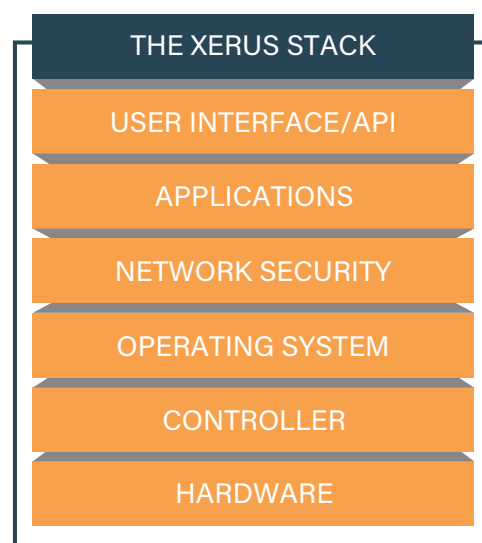 THE XERUS STACK
USER INTERFACE/API
APPLICATIONS
NETWORK SECURITY
OPERATING SYSTEM
CONTROLLER
HARDWARE